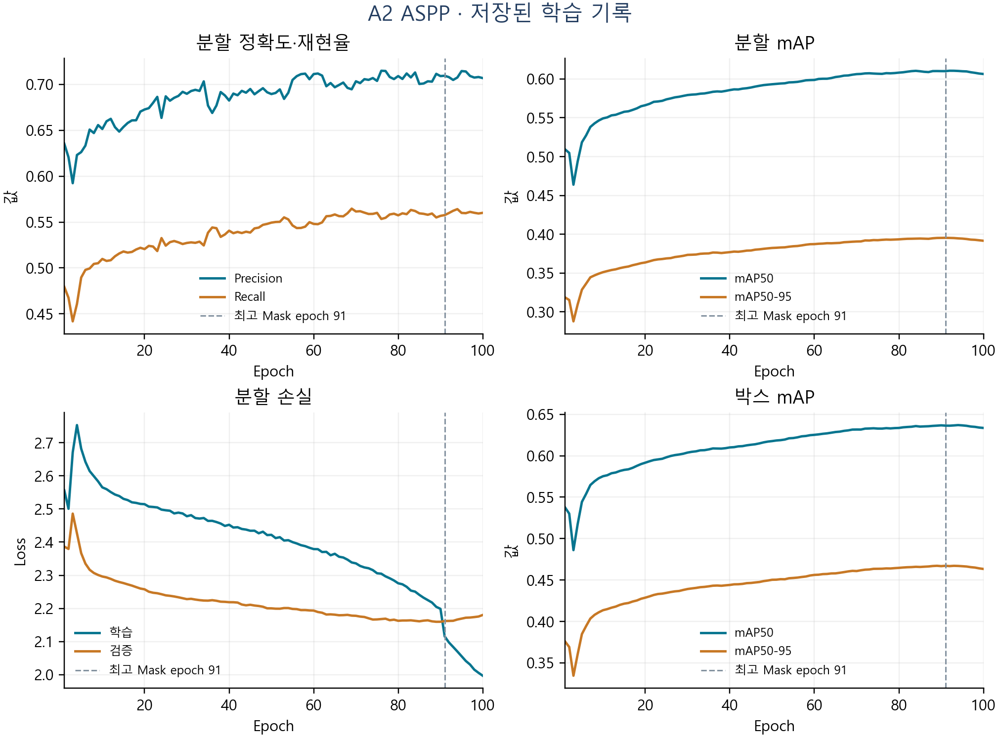 A2 ASPP · 저장된 학습 기록
분할 정확도·재현율
값
0.70
0.65
0.60
0.55
0.50
0.45
Precision
Recall
최고 Mask epoch 91
20 40 60 80 100
Epoch
분할 mAP
값
0.60
0.55
0.50
0.45
0.40
0.35
0.30
mAP50
mAP50-95
최고 Mask epoch 91
20 40 60 80 100
Epoch
분할 손실
Loss
2.7
2.6
2.5
2.4
2.3
2.2
2.1
2.0
학습
검증
최고 Mask epoch 91
20 40 60 80 100
Epoch
박스 mAP
값
0.65
0.60
0.55
0.50
0.45
0.40
0.35
mAP50
mAP50-95
최고 Mask epoch 91
20 40 60 80 100
Epoch